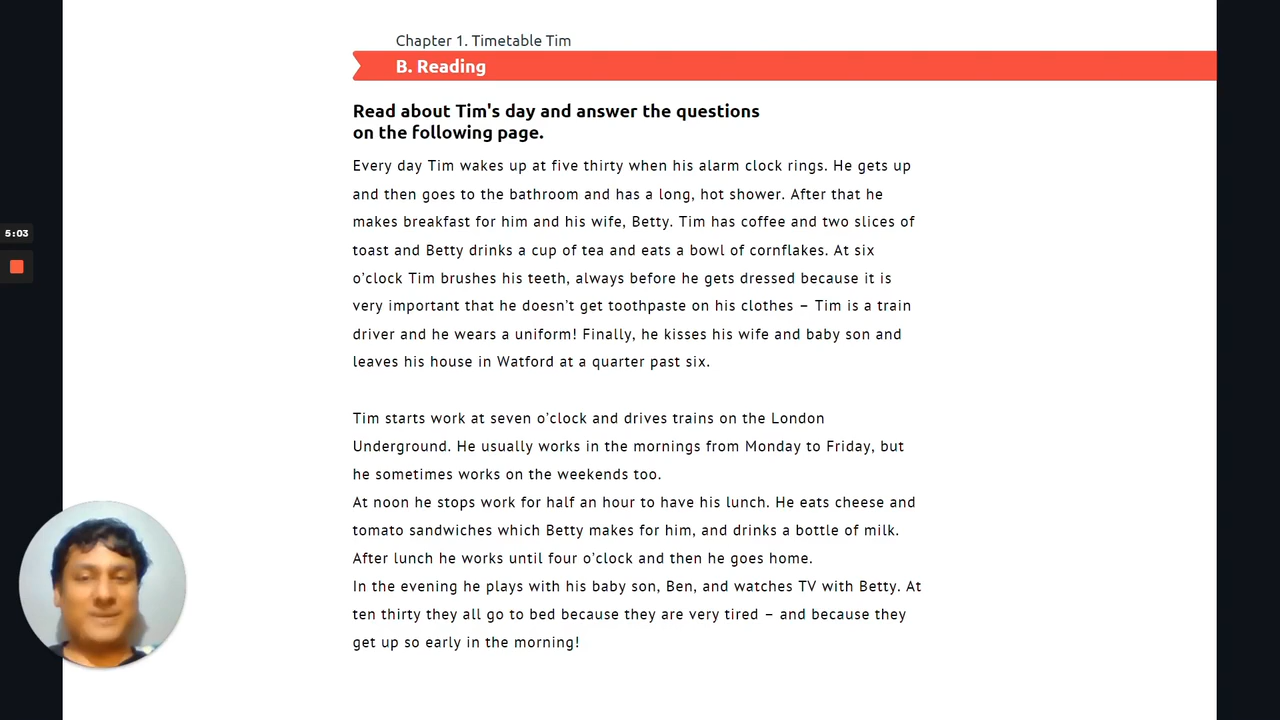 Chapter 1. Timetable Tim
B. Reading
Read about Tim's day and answer the questions
on the following page.
Every day Tim wakes up at five thirty when his alarm clock rings. He gets up
and then goes to the bathroom and has a long, hot shower. After that he
makes breakfast for him and his wife, Betty. Tim has coffee and two slices of
toast and Betty drinks a cup of tea and eats a bowl of cornflakes. At six
o’clock Tim brushes his teeth, always before he gets dressed because it is
very important that he doesn’t get toothpaste on his clothes – Tim is a train
driver and he wears a uniform! Finally, he kisses his wife and baby son and
leaves his house in Watford at a quarter past six.
Tim starts work at seven o’clock and drives trains on the London
Underground. He usually works in the mornings from Monday to Friday, but
he sometimes works on the weekends too.
At noon he stops work for half an hour to have his lunch. He eats cheese and
tomato sandwiches which Betty makes for him, and drinks a bottle of milk.
After lunch he works until four o’clock and then he goes home.
In the evening he plays with his baby son, Ben, and watches TV with Betty. At
ten thirty they all go to bed because they are very tired – and because they
get up so early in the morning!
5:03